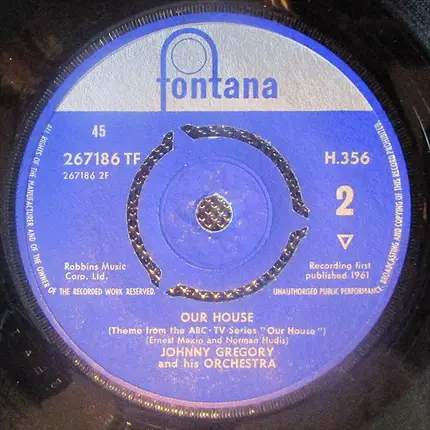 fontana
45
267186 TF
267186 2F
H.356
2
Robbins Music
Corp. Ltd.
Recording first
published 1961
ALL RIGHTS OF THE MANUFACTURER AND OF THE OWNER OF THE RECORDED WORK RESERVED.
UNAUTHORISED PUBLIC PERFORMANCE, BROADCASTING AND COPYING OF THIS RECORD PROHIBITED.
OUR HOUSE
(Theme from the ABC-TV Series "Our House")
(Ernest Maxin and Norman Hudis)
JOHNNY GREGORY
and his ORCHESTRA